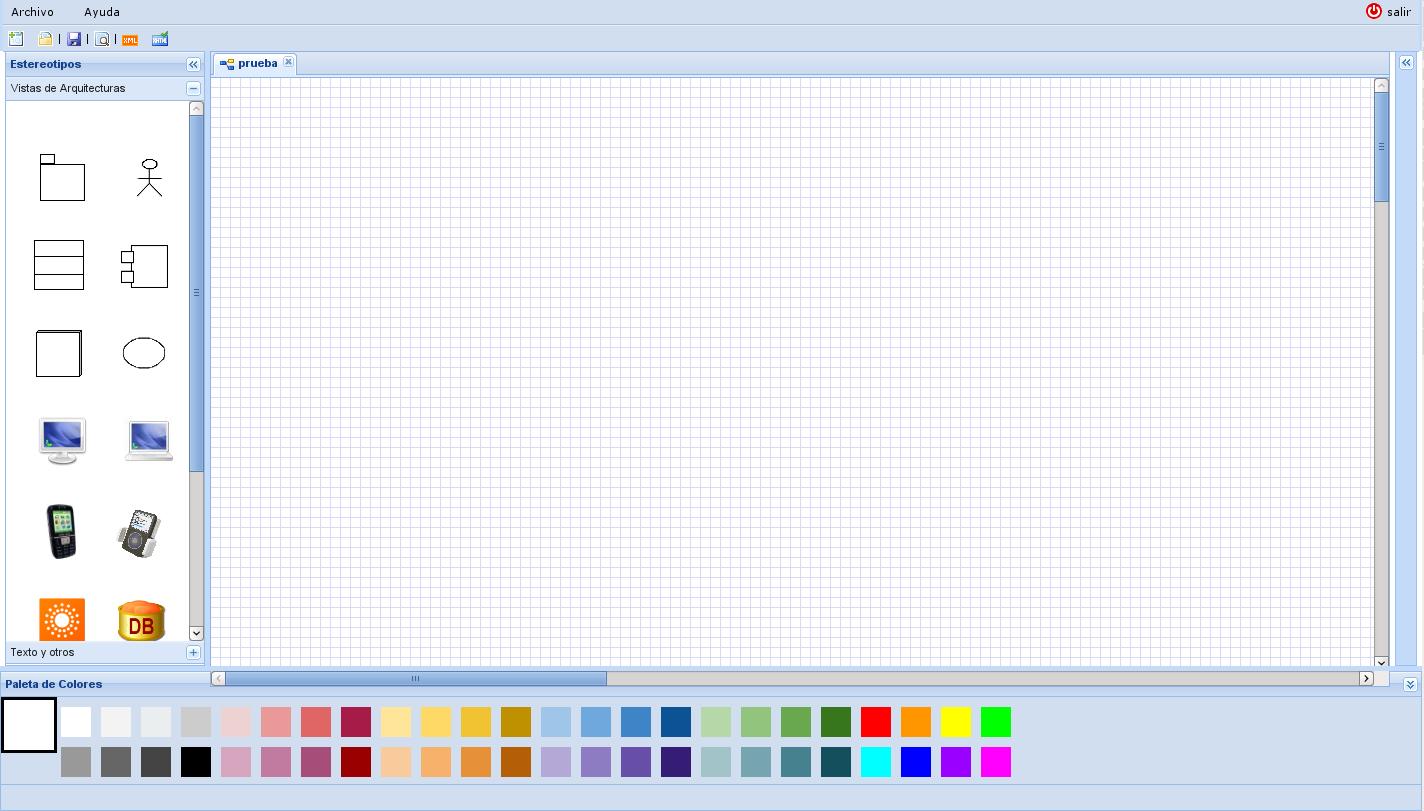 Archivo Ayuda salir
XML
Estereotipos
prueba
Vistas de Arquitecturas
DB
Texto y otros
Paleta de Colores